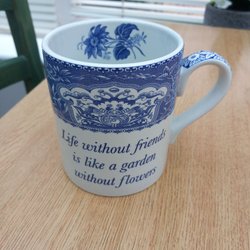 Life without friends
is like a garden
without flowers